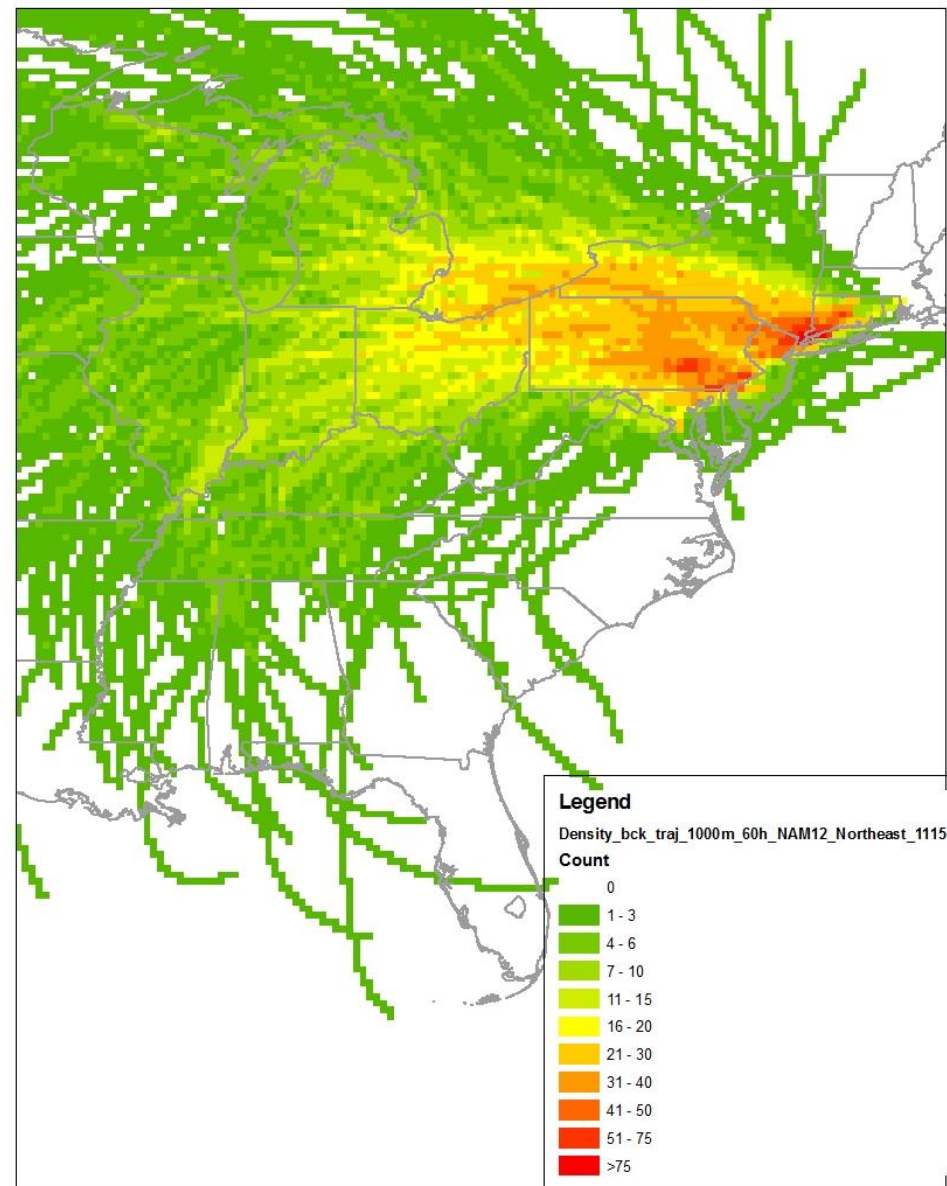 Legend
Density_bck_traj_1000m_60h_NAM12_Northeast_1115
Count
0
1 - 3
4 - 6
7 - 10
11 - 15
16 - 20
21 - 30
31 - 40
41 - 50
51 - 75
>75